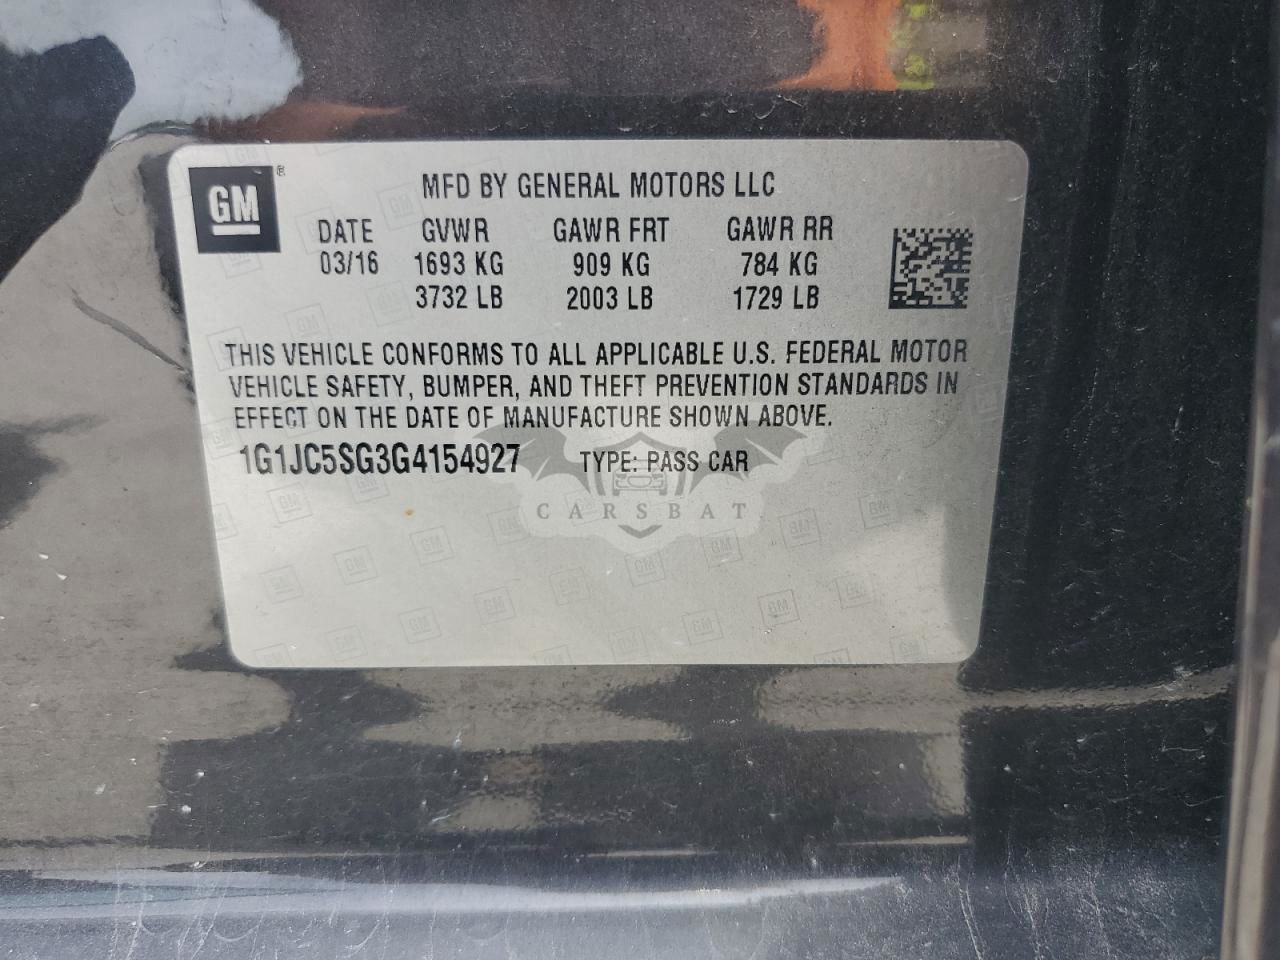 GM ®
MFD BY GENERAL MOTORS LLC
DATE GVWR GAWR FRT GAWR RR
03/16 1693 KG 909 KG 784 KG
3732 LB 2003 LB 1729 LB
THIS VEHICLE CONFORMS TO ALL APPLICABLE U.S. FEDERAL MOTOR
VEHICLE SAFETY, BUMPER, AND THEFT PREVENTION STANDARDS IN
EFFECT ON THE DATE OF MANUFACTURE SHOWN ABOVE.
1G1JC5SG3G4154927 TYPE: PASS CAR
CARSBAT